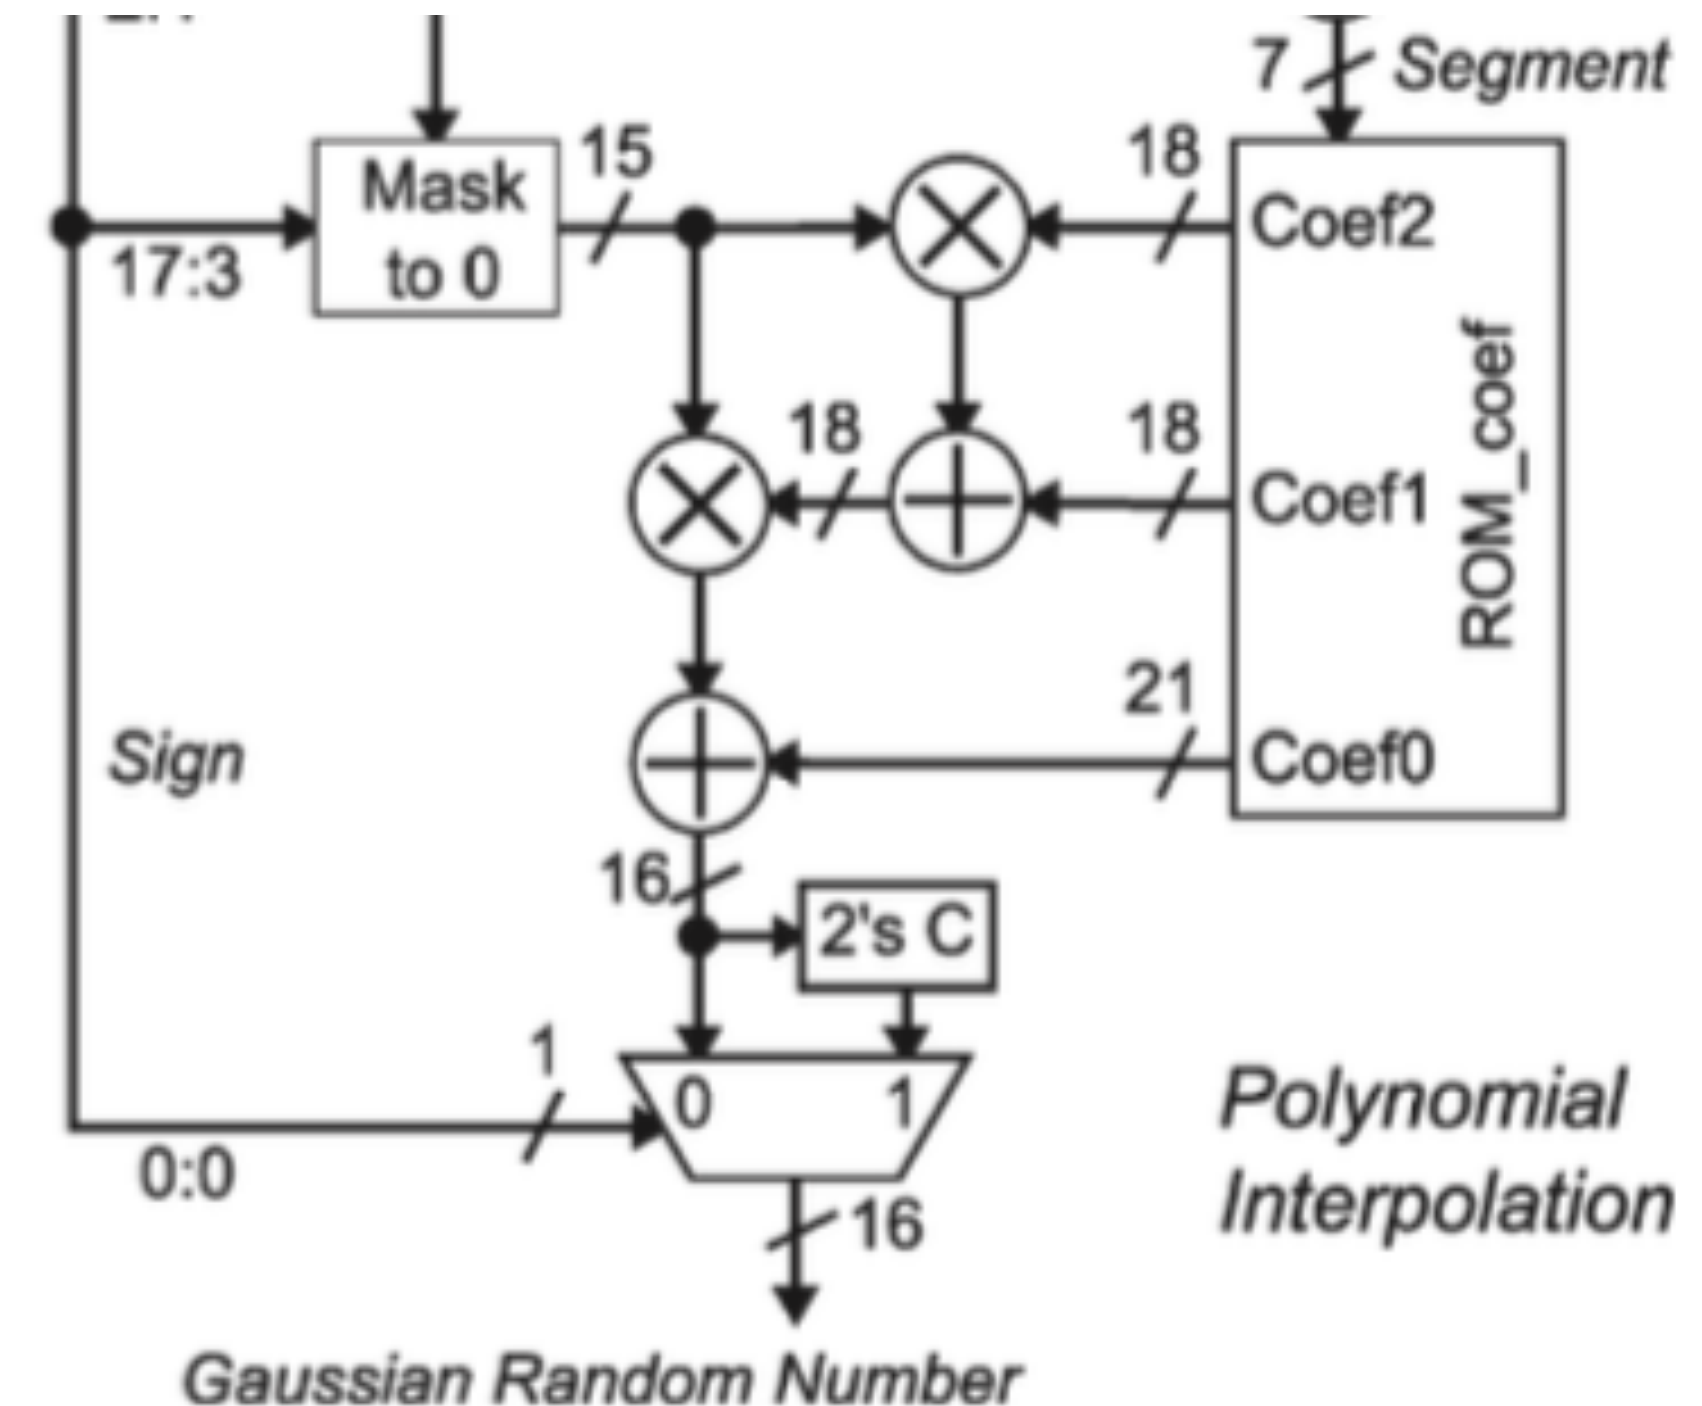 7 Segment
15
18
Mask
to 0
Coef2
17:3
18
18
Coef1
ROM_coef
21
Sign
Coef0
16
2's C
1
0 1
0:0
Polynomial
Interpolation
16
Gaussian Random Number